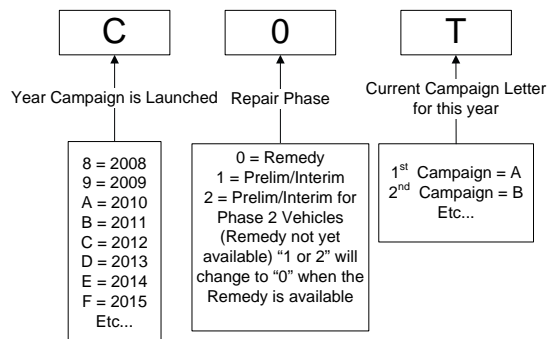 C 0 T
Year Campaign is Launched
Repair Phase
Current Campaign Letter
for this year
8 = 2008
9 = 2009
A = 2010
B = 2011
C = 2012
D = 2013
E = 2014
F = 2015
Etc...
0 = Remedy
1 = Prelim/Interim
2 = Prelim/Interim for
Phase 2 Vehicles
(Remedy not yet
available) “1 or 2” will
change to “0” when the
Remedy is available
1st Campaign = A
2nd Campaign = B
Etc...